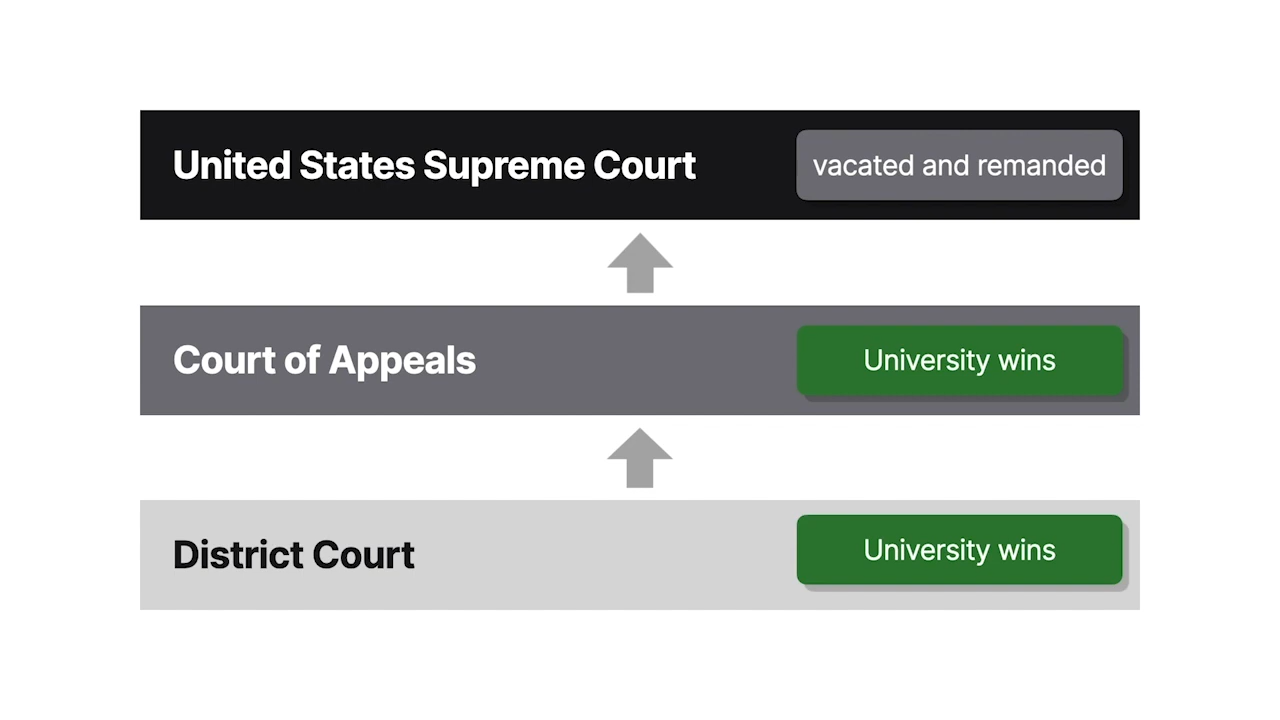 United States Supreme Court
vacated and remanded
Court of Appeals
University wins
District Court
University wins